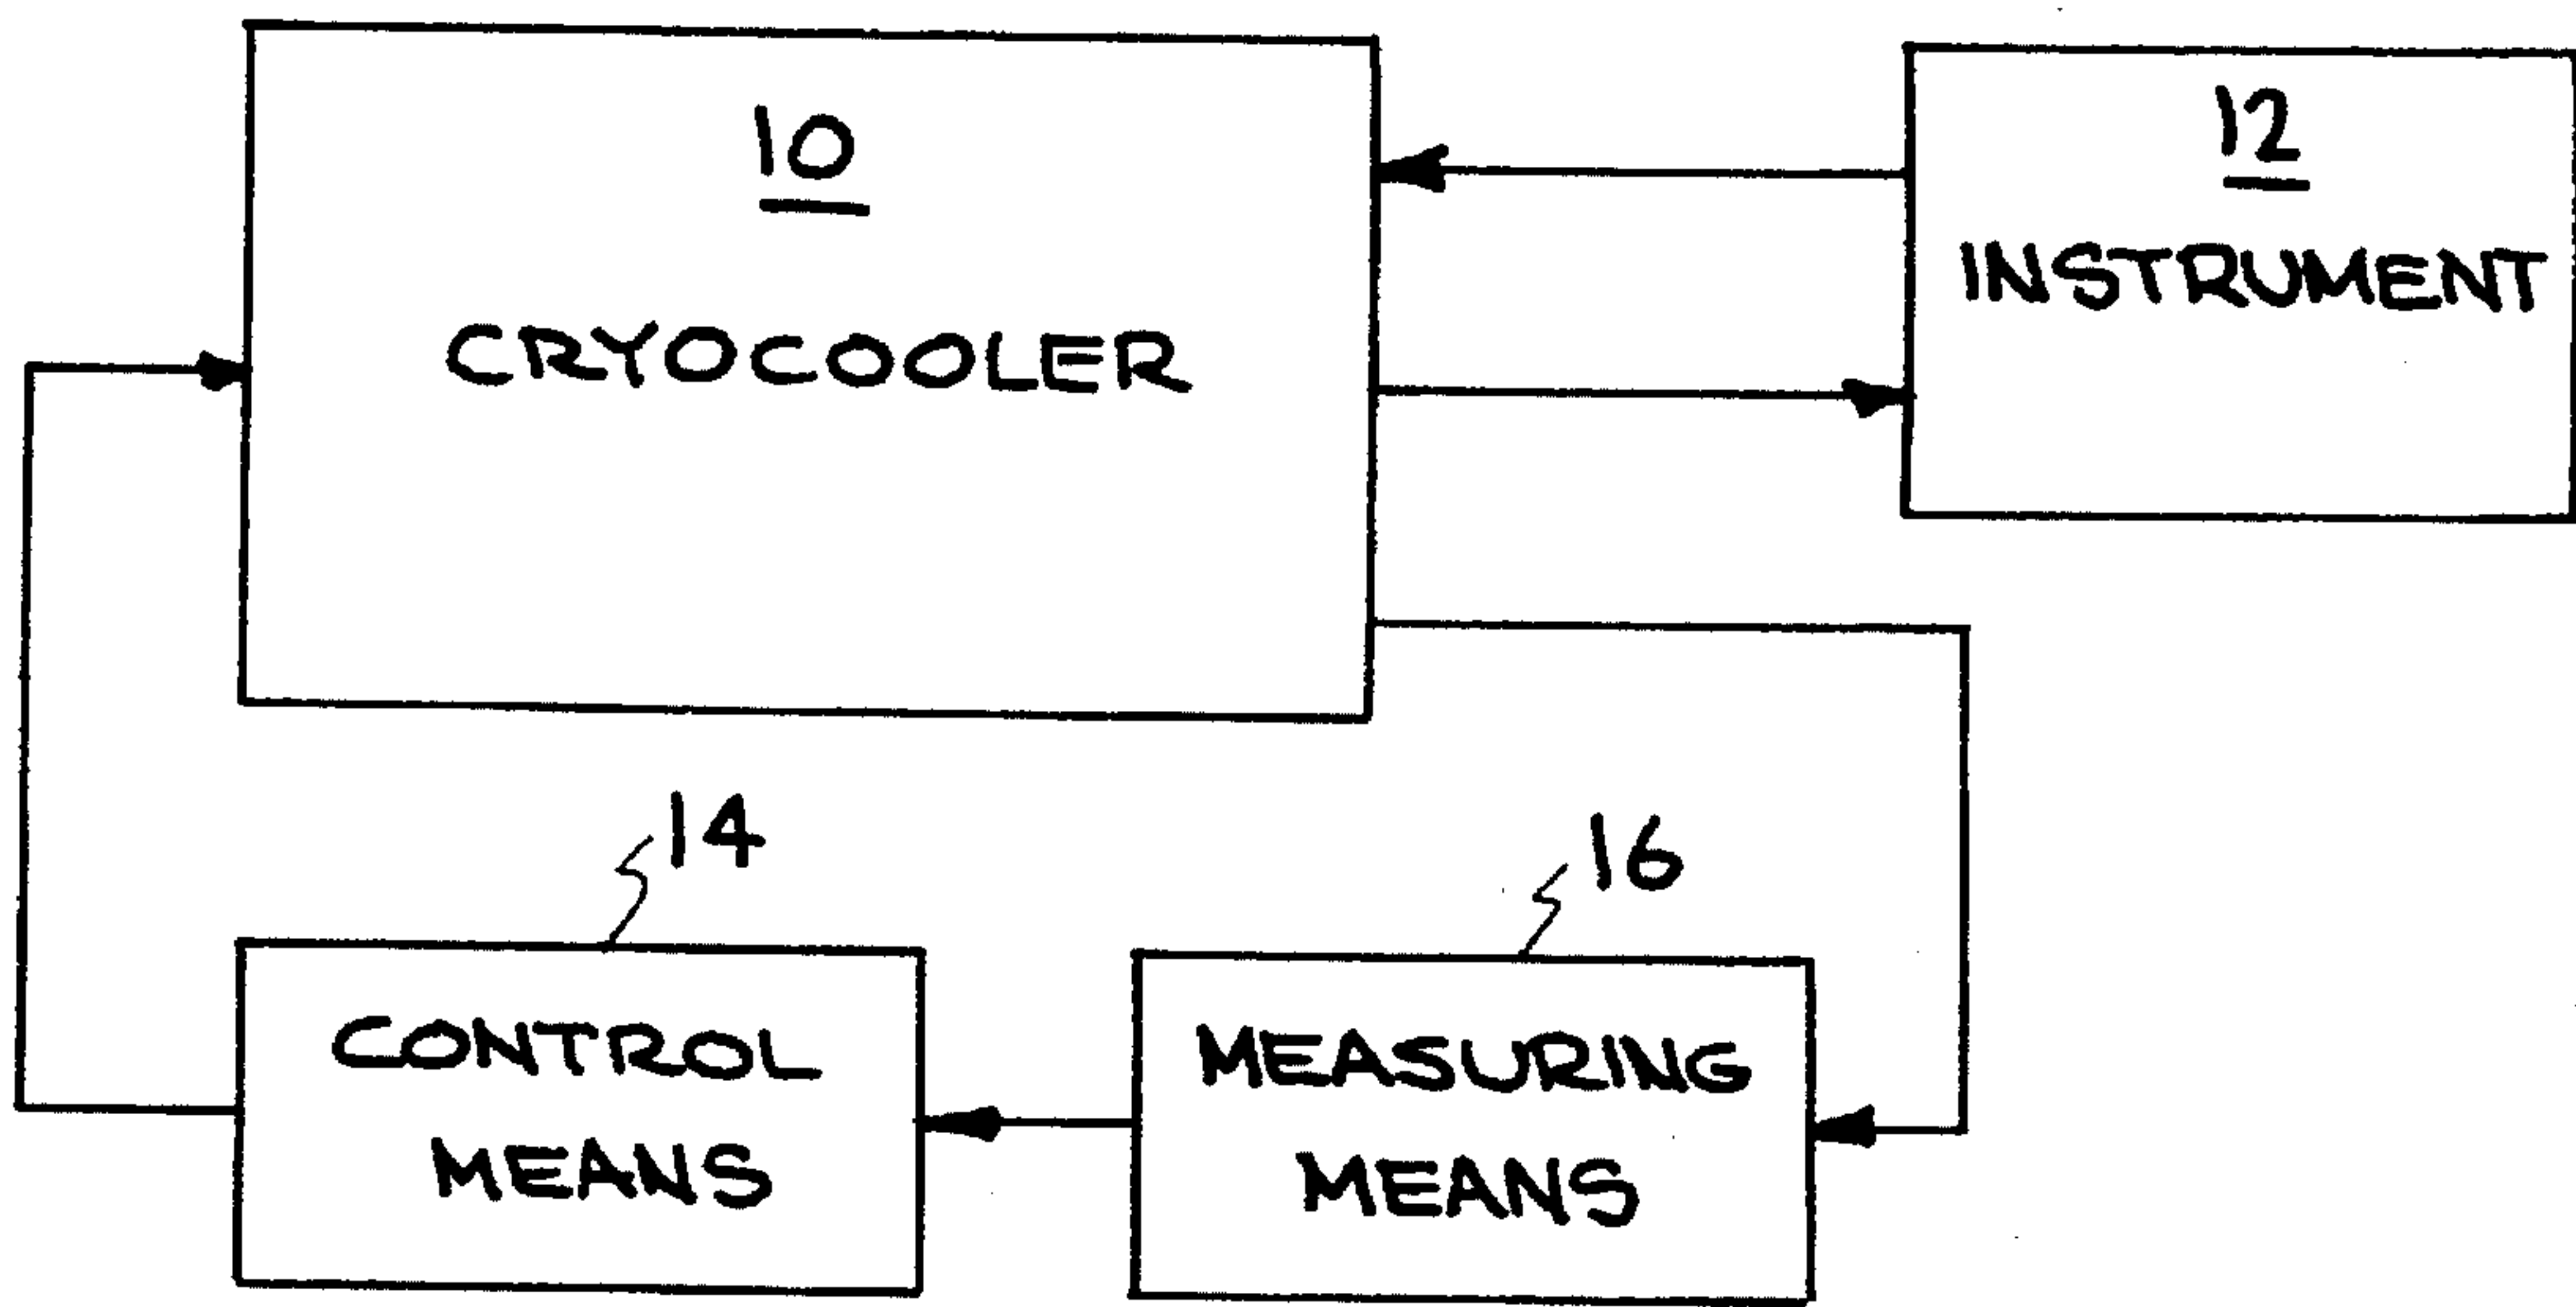 10
CRYOCOOLER
12
INSTRUMENT
14
CONTROL
MEANS
16
MEASURING
MEANS